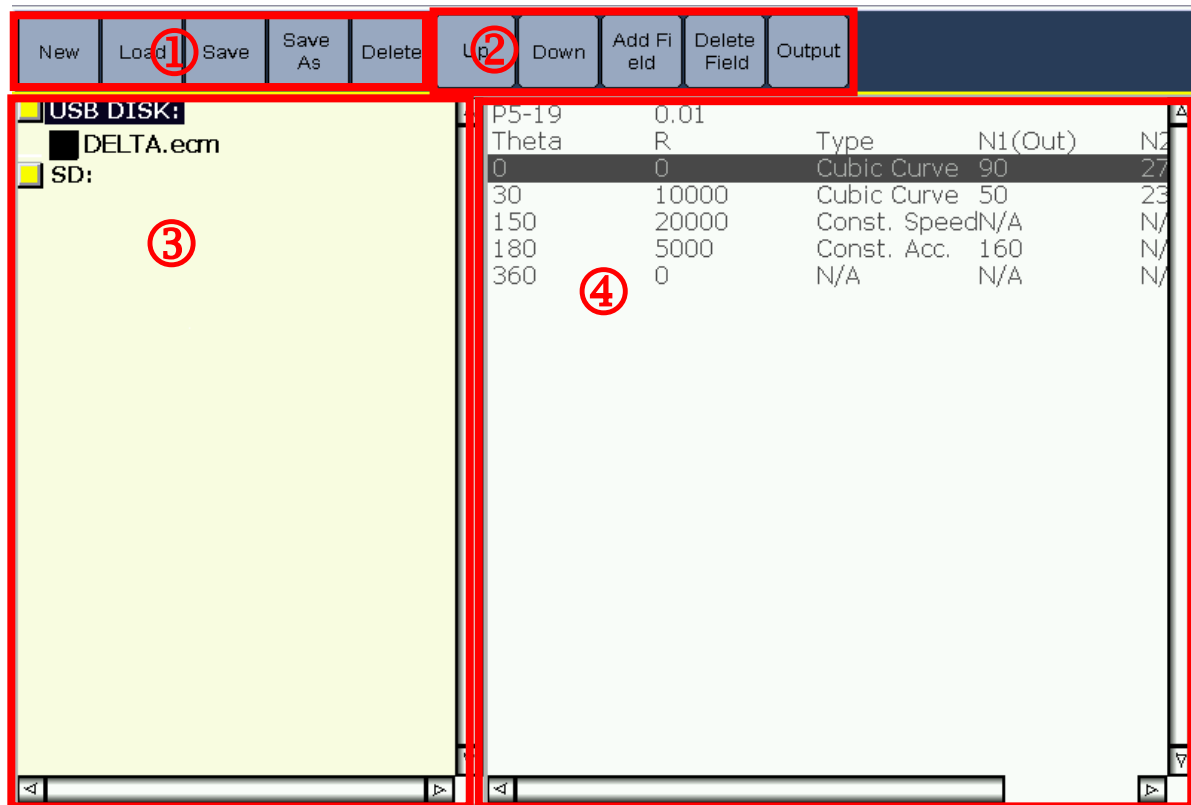 New Load ① Save Save As Delete Up ② Down Add Fi eld Delete Field Output
USB DISK:
DELTA.ecm
SD:
③
P5-19 0.01
Theta R Type N1(Out) N2
0 0 Cubic Curve 90 27
30 10000 Cubic Curve 50 23
150 20000 Const. Speed N/A N/
180 5000 Const. Acc. 160 N/
360 0 N/A N/A N/
④